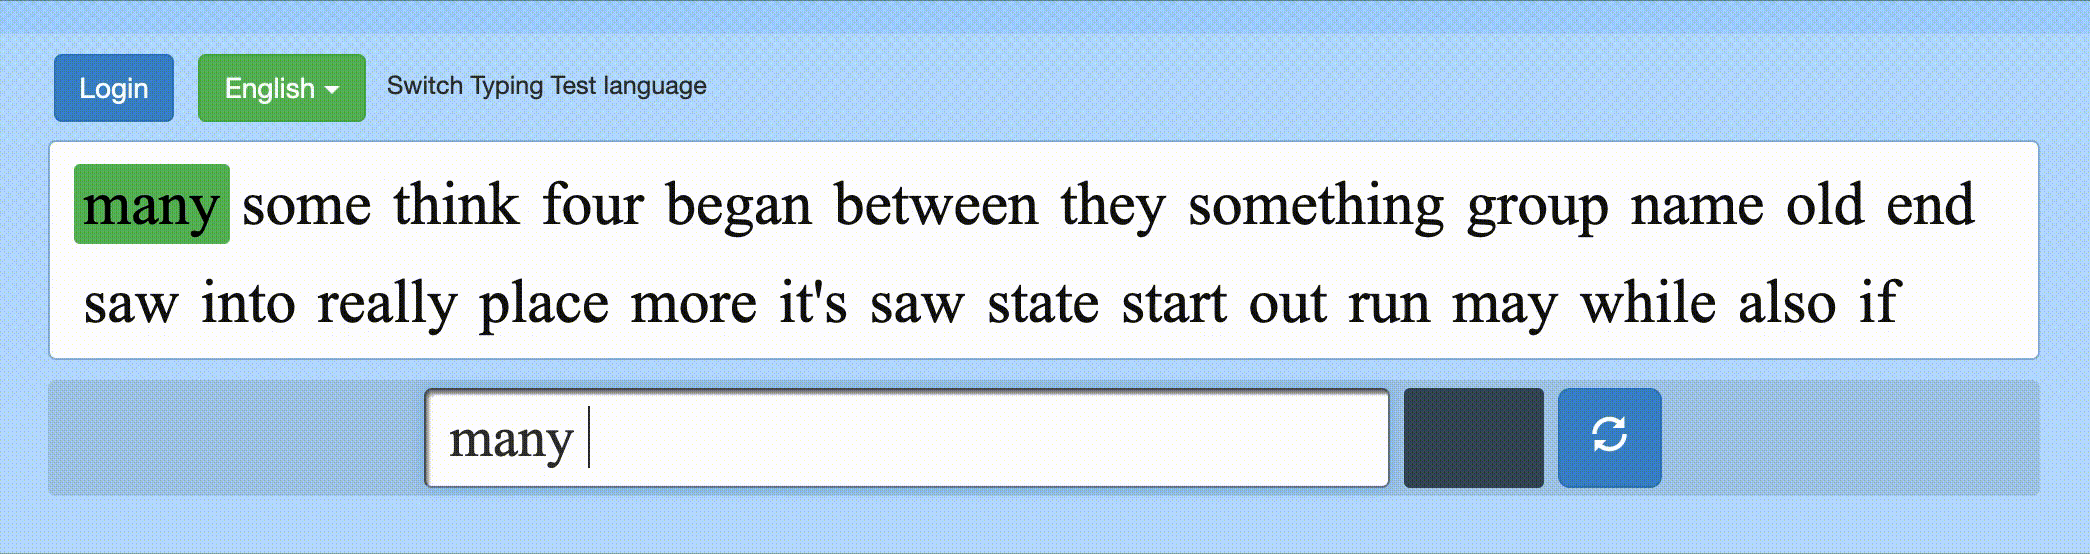 Login English Switch Typing Test language
many some think four began between they something group name old end
saw into really place more it's saw state start out run may while also if
many